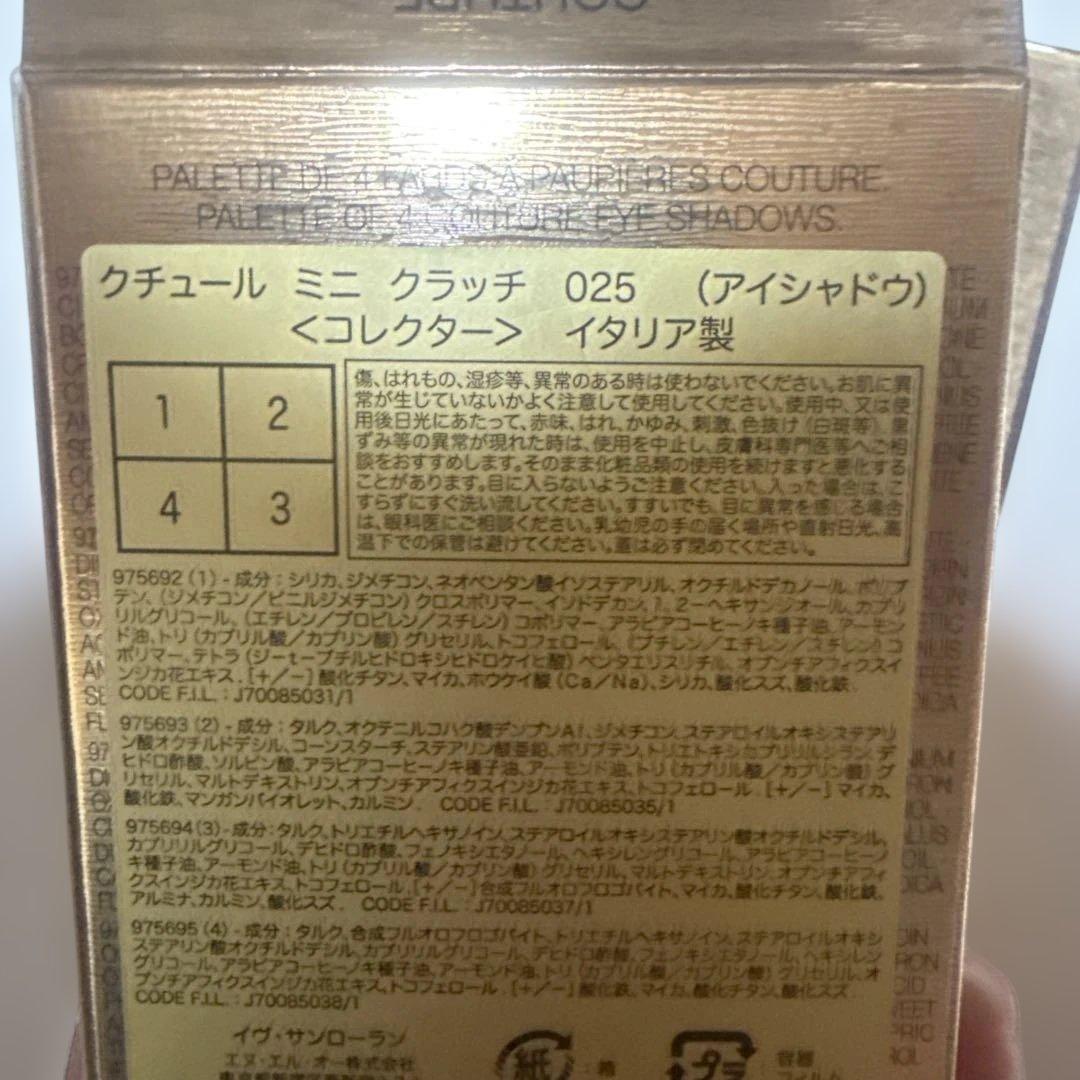 COUTURE
PALETTE DE 4 FARDS À PAUPIÈRES COUTURE.
PALETTE OF 4 COUTURE EYE SHADOWS.
クチュール ミニ クラッチ 025 (アイシャドウ)
<コレクター> イタリア製
1 2
4 3
傷、はれもの、湿疹等、異常のある時は使わないでください。お肌に異
常が生じていないかよく注意して使用してください。使用中、又は使
用後日光にあたって、赤味、はれ、かゆみ、刺激、色抜け(白斑等)、黒
ずみ等の異常が現れた時は、使用を中止し、皮膚科専門医等へご相
談をおすすめします。そのまま化粧品類の使用を続けますと悪化する
ことがあります。目に入らないようご注意ください。入った場合は、こ
すらずにすぐ洗い流してください。すすいでも、目に異常を感じる場合
は、眼科医にご相談ください。乳幼児の手の届く場所や直射日光、高
温下での保管は避けてください。蓋は必ず閉めてください。
975692 (1) - 成分 : シリカ、ジメチコン、ネオペンタン酸イソステアリル、オクチルドデカノール、ポリブ
テン、(ジメチコン/ビニルジメチコン)クロスポリマー、インドデカン、1,2-ヘキサンジオール、カプリ
リルグリコール、(エチレン/プロピレン/スチレン)コポリマー、アラビアコーヒーノキ種子油、アーモン
ド油、トリ(カプリル酸/カプリン酸)グリセリル、トコフェロール、(ブチレン/エチレン/スチレン)コ
ポリマー、テトラ(ジ-t-ブチルヒドロキシヒドロケイヒ酸)ペンタエリスリチル、オプンチアフィクスイ
ンジカ花エキス. [+/-] 酸化チタン、マイカ、ホウケイ酸(Ca/Na)、シリカ、酸化スズ、酸化鉄.
CODE F.I.L. : J70085031/1
975693 (2) - 成分 : タルク、オクテニルコハク酸デンプンAl、ジメチコン、ステアロイルオキシステアリ
ン酸オクチルドデシル、コーンスターチ、ステアリン酸亜鉛、ポリブテン、トリエトキシカプリリルシラン、デ
ヒドロ酢酸、ソルビン酸、アラビアコーヒーノキ種子油、アーモンド油、トリ(カプリル酸/カプリン酸)グ
リセリル、マルトデキストリン、オプンチアフィクスインジカ花エキス、トコフェロール. [+/-] マイカ、
酸化鉄、マンガンバイオレット、カルミン. CODE F.I.L. : J70085035/1
975694(3)- 成分 : タルク、トリエチルヘキサノイン、ステアロイルオキシステアリン酸オクチルドデシル、
カプリリルグリコール、デヒドロ酢酸、フェノキシエタノール、ヘキシレングリコール、アラビアコーヒーノ
キ種子油、アーモンド油、トリ(カプリル酸/カプリン酸)グリセリル、マルトデキストリン、オプンチアフィ
クスインジカ花エキス、トコフェロール. [+/-] 合成フルオロフロゴパイト、マイカ、酸化チタン、酸化鉄、
アルミナ、カルミン、酸化スズ. CODE F.I.L. : J70085037/1
975695 (4) - 成分 : タルク、合成フルオロフロゴパイト、トリエチルヘキサノイン、ステアロイルオキシ
ステアリン酸オクチルドデシル、カプリリルグリコール、デヒドロ酢酸、フェノキシエタノール、ヘキシレン
グリコール、アラビアコーヒーノキ種子油、アーモンド油、トリ(カプリル酸/カプリン酸)グリセリル、オ
プンチアフィクスインジカ花エキス、トコフェロール. [+/-] 酸化鉄、マイカ、酸化チタン、酸化スズ.
CODE F.I.L. : J70085038/1
イヴ・サンローラン
エヌ・エル・オー株式会社
紙 : 箱
プラ 容器